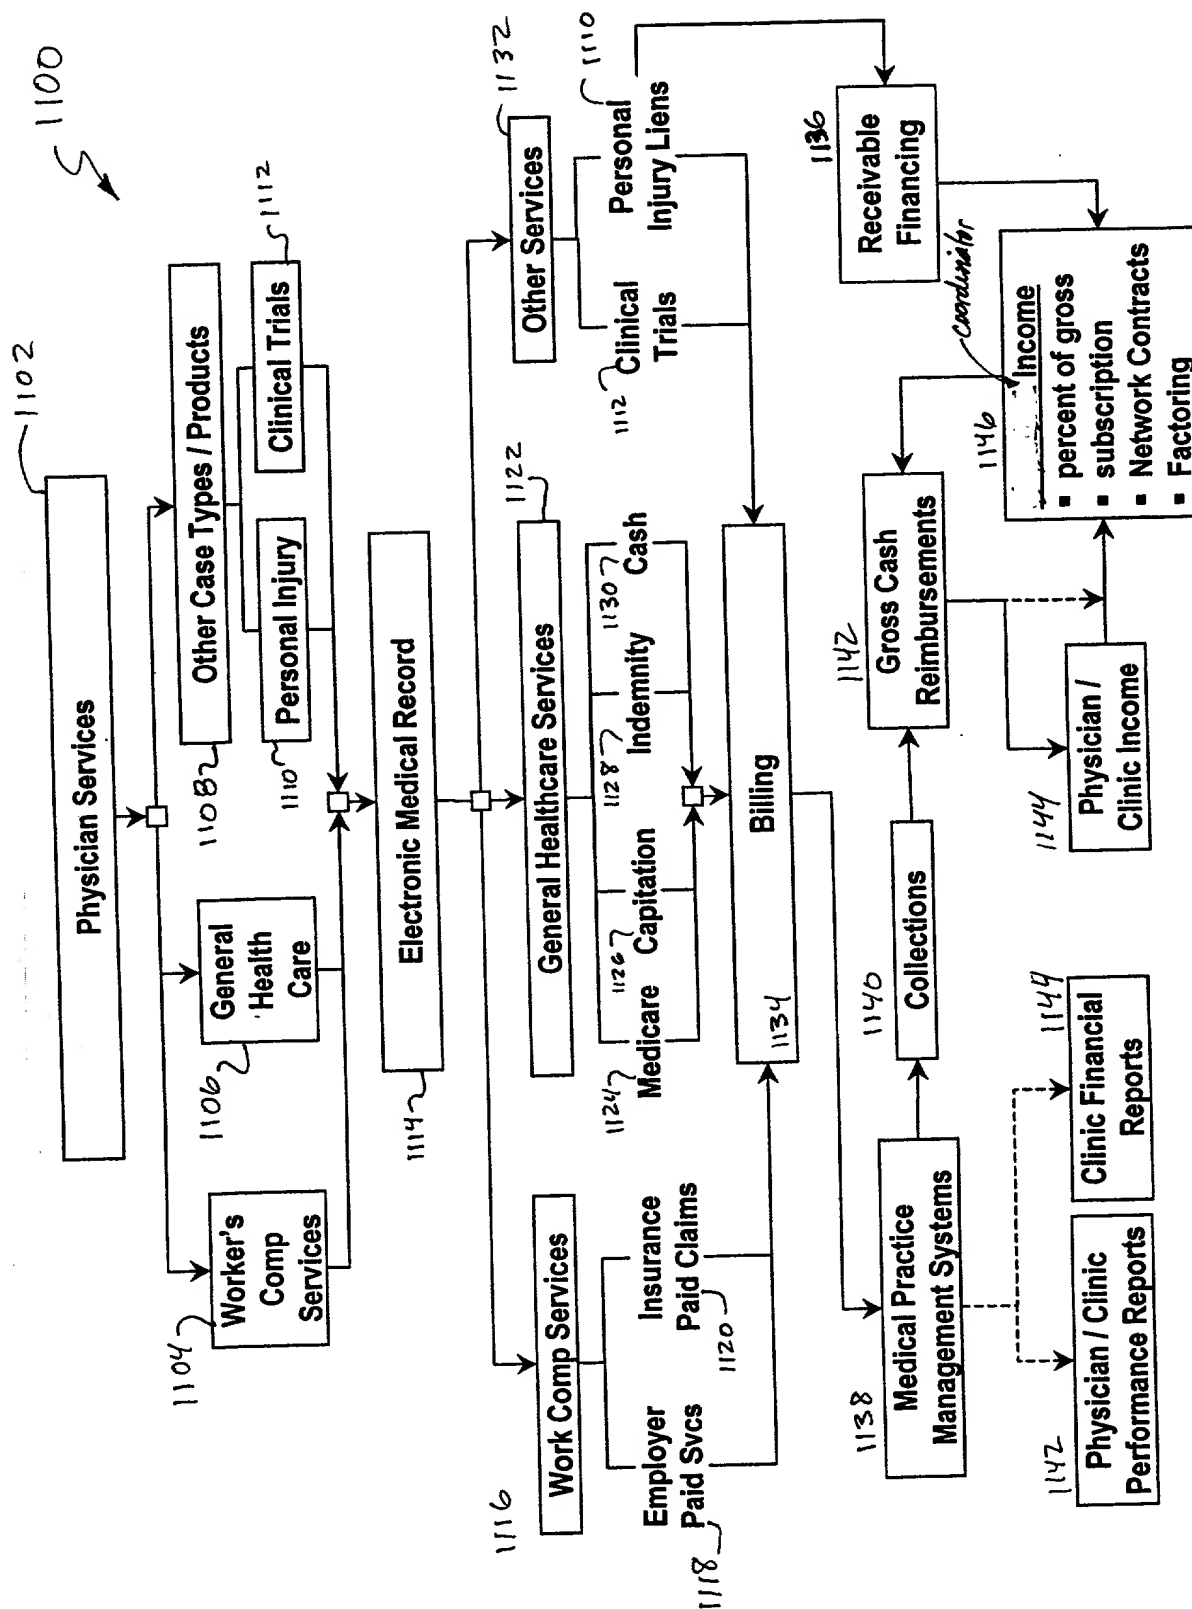 1100
1102
Physician Services
Worker's
Comp
Services
1104
General
Health
Care
1106
Other Case Types / Products
1108
Personal Injury
1110
Clinical Trials
1112
Electronic Medical Record
1114
1116
Work Comp Services
Employer
Paid Svcs
1118
Insurance
Paid Claims
1120
General Healthcare Services
1122
1124
Medicare
1126
Capitation
1128
Indemnity
1130
Cash
Other Services
1132
1112
Clinical
Trials
Personal
Injury Liens
1110
1134
Billing
1136
Receivable
Financing
1138
Medical Practice
Management Systems
1140
Collections
1142
Gross Cash
Reimbursements
coordinator
1146
Income
▪ percent of gross
▪ subscription
▪ Network Contracts
▪ Factoring
1142
Physician / Clinic
Performance Reports
1144
Clinic Financial
Reports
1144
Physician /
Clinic Income